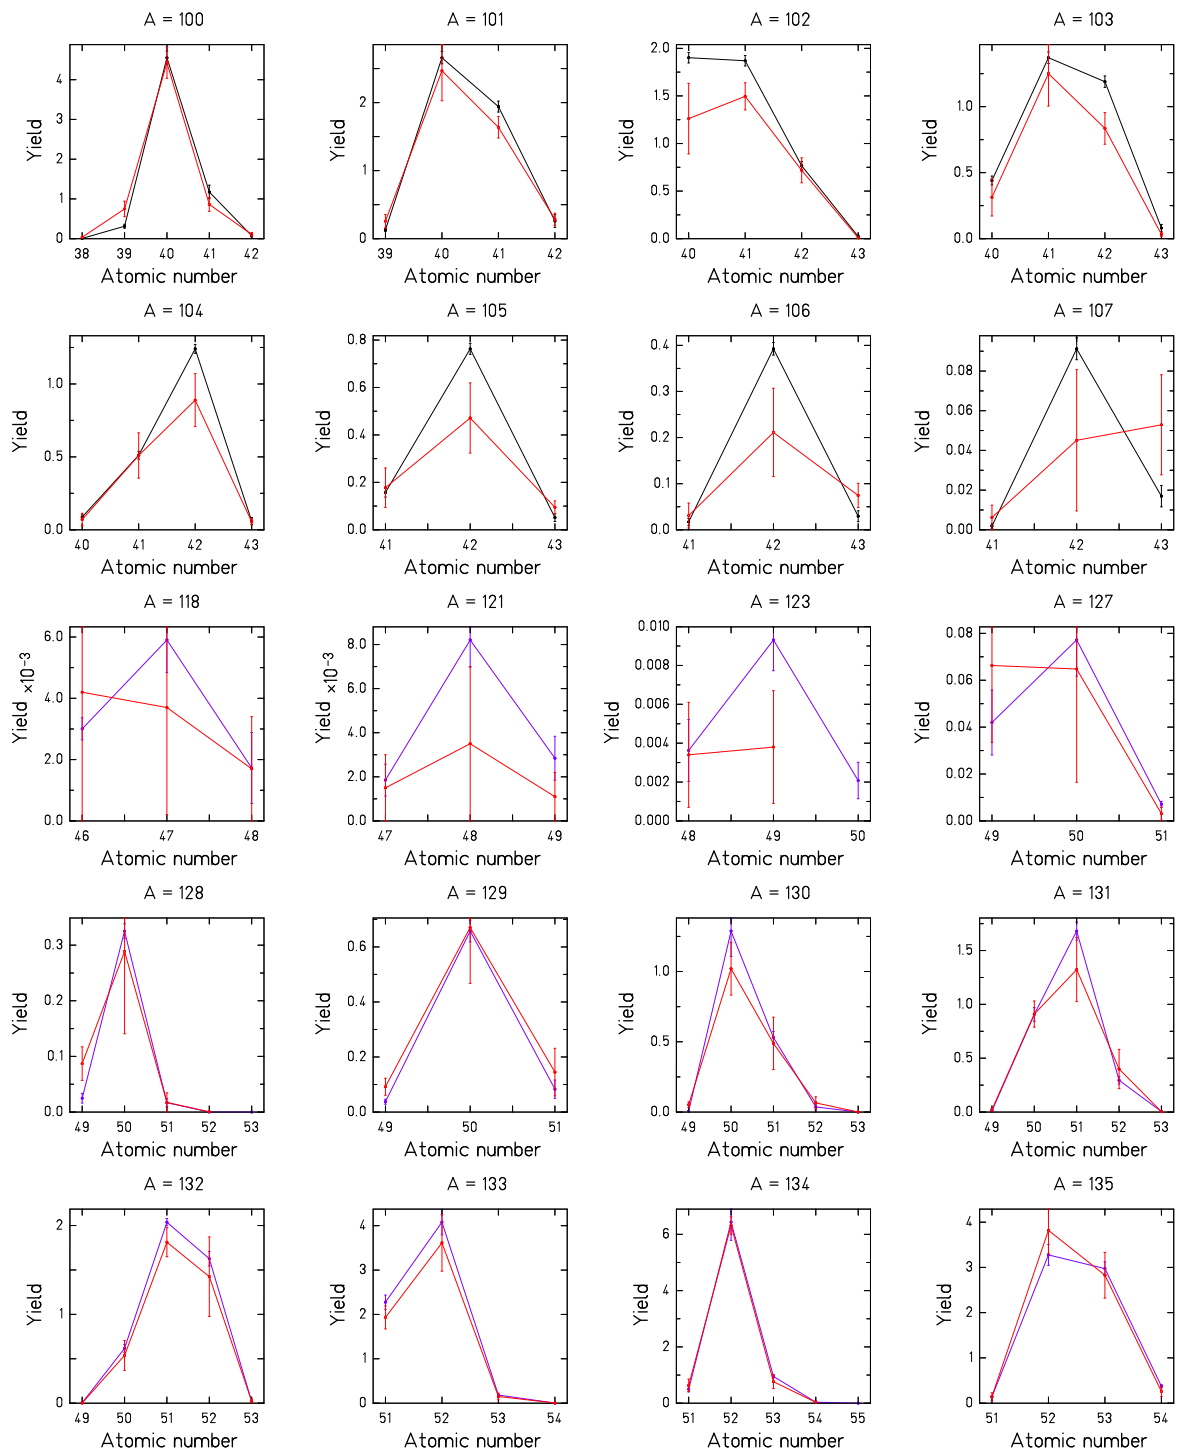 A = 100
4
3
2
1
0
Yield
38 39 40 41 42
Atomic number
A = 101
2
1
0
Yield
39 40 41 42
Atomic number
A = 102
2.0
1.5
1.0
0.5
0.0
Yield
40 41 42 43
Atomic number
A = 103
1.0
0.5
0.0
Yield
40 41 42 43
Atomic number
A = 104
1.0
0.5
0.0
Yield
40 41 42 43
Atomic number
A = 105
0.8
0.6
0.4
0.2
0.0
Yield
41 42 43
Atomic number
A = 106
0.4
0.3
0.2
0.1
0.0
Yield
41 42 43
Atomic number
A = 107
0.08
0.06
0.04
0.02
0.00
Yield
41 42 43
Atomic number
A = 118
6.0
4.0
2.0
0.0
Yield ×10⁻³
46 47 48
Atomic number
A = 121
8.0
6.0
4.0
2.0
0.0
Yield ×10⁻³
47 48 49
Atomic number
A = 123
0.010
0.008
0.006
0.004
0.002
0.000
Yield
48 49 50
Atomic number
A = 127
0.08
0.06
0.04
0.02
0.00
Yield
49 50 51
Atomic number
A = 128
0.3
0.2
0.1
0.0
Yield
49 50 51 52 53
Atomic number
A = 129
0.6
0.4
0.2
0.0
Yield
49 50 51
Atomic number
A = 130
1.0
0.5
0.0
Yield
49 50 51 52 53
Atomic number
A = 131
1.5
1.0
0.5
0.0
Yield
49 50 51 52 53
Atomic number
A = 132
2
1
0
Yield
49 50 51 52 53
Atomic number
A = 133
4
3
2
1
0
Yield
51 52 53 54
Atomic number
A = 134
6
4
2
0
Yield
51 52 53 54 55
Atomic number
A = 135
4
3
2
1
0
Yield
51 52 53 54
Atomic number